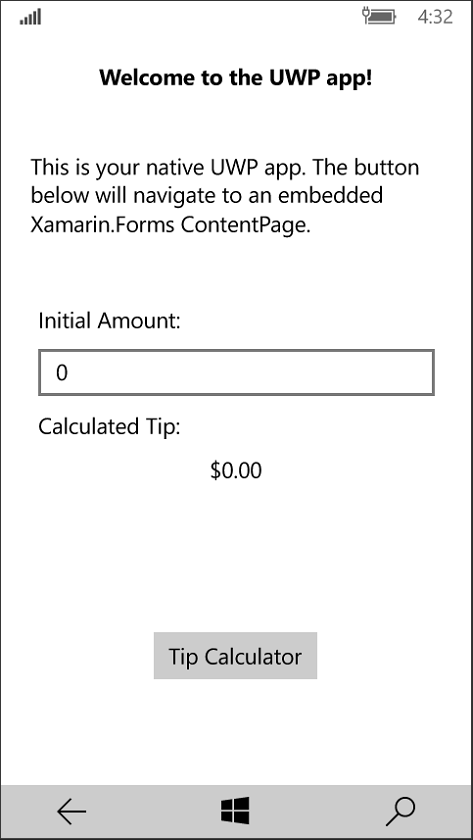 4:32
Welcome to the UWP app!
This is your native UWP app. The button
below will navigate to an embedded
Xamarin.Forms ContentPage.
Initial Amount:
0
Calculated Tip:
$0.00
Tip Calculator